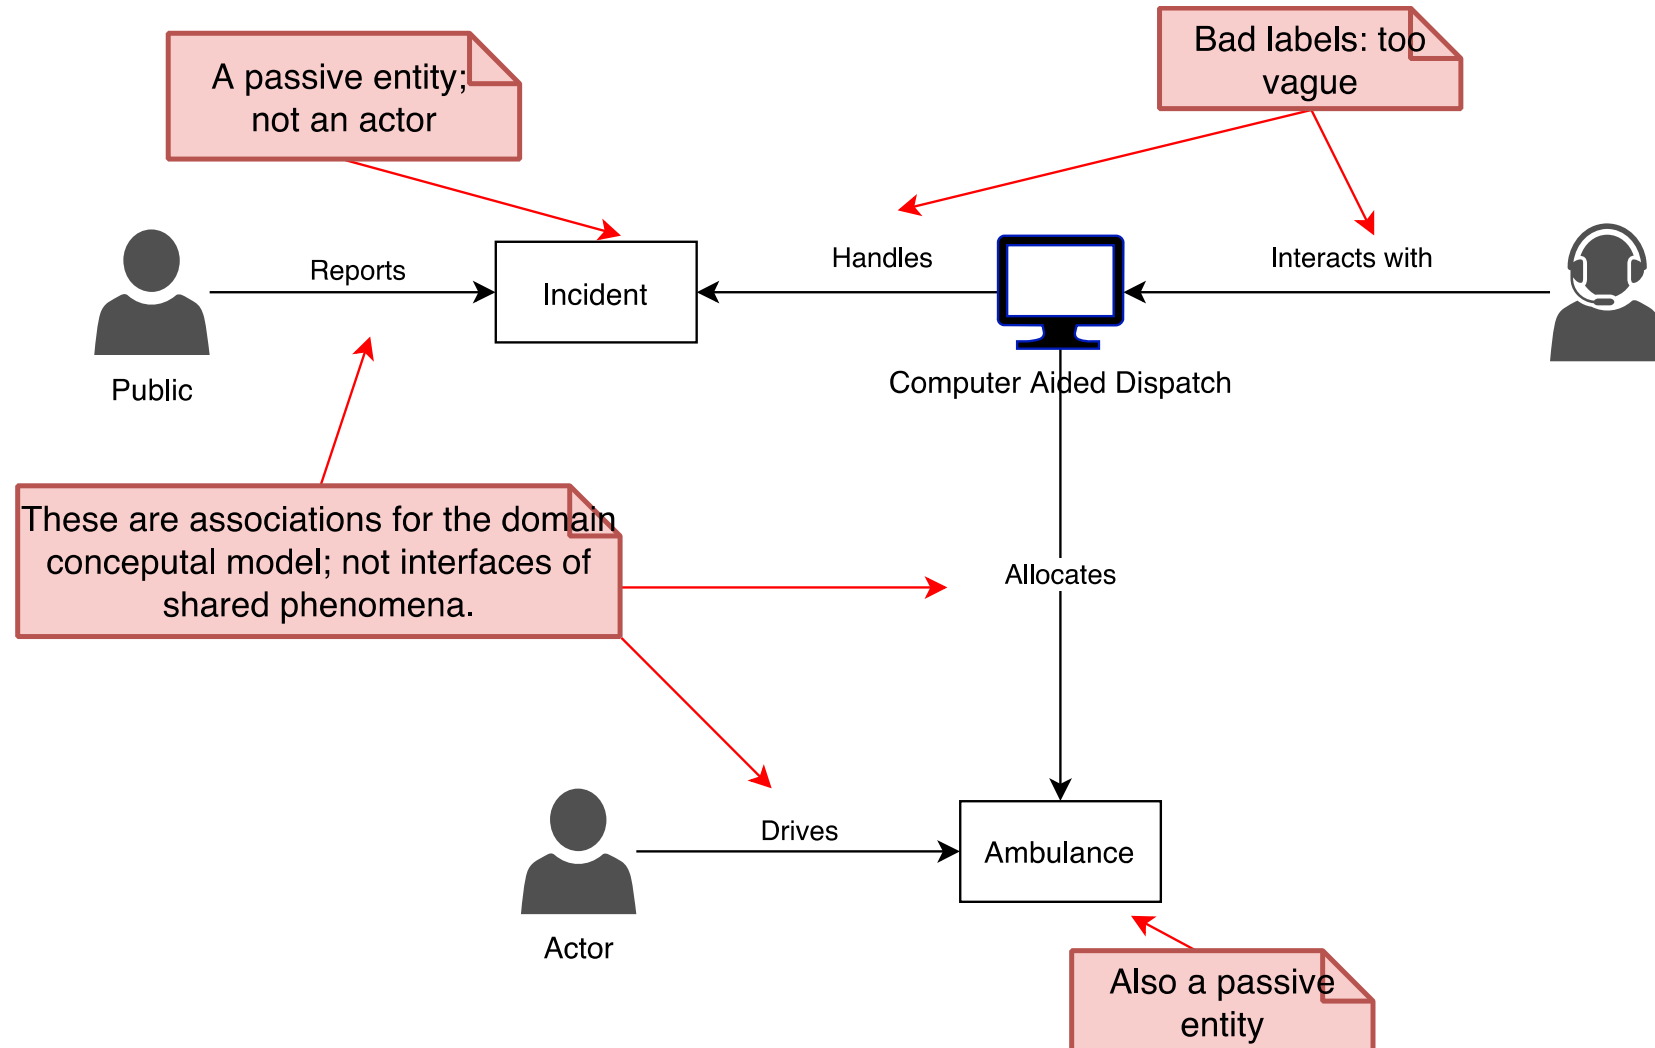 A passive entity;
not an actor
Bad labels: too
vague
Reports
Incident
Handles
Interacts with
Public
Computer Aided Dispatch
These are associations for the domain
conceputal model; not interfaces of
shared phenomena.
Allocates
Drives
Ambulance
Actor
Also a passive
entity